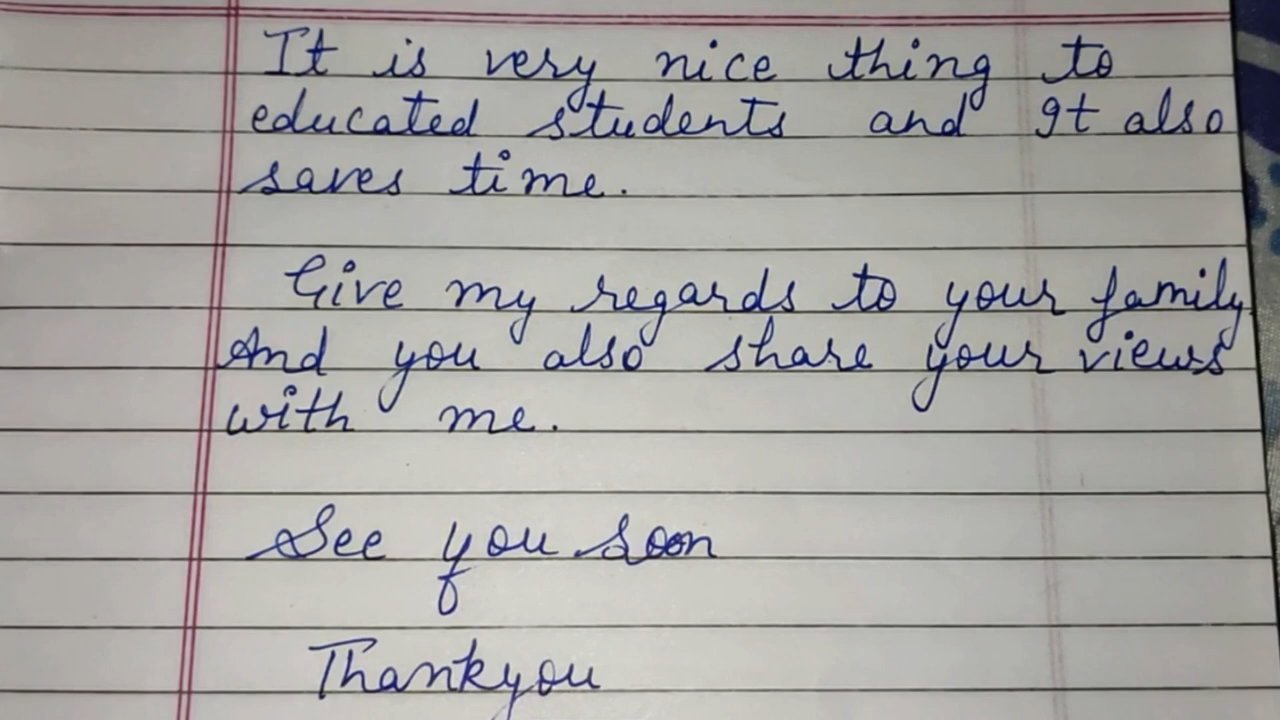 It is very nice thing to
educated students and It also
saves time.
Give my regards to your family
And you also share your views
with me.
See you soon
Thankyou